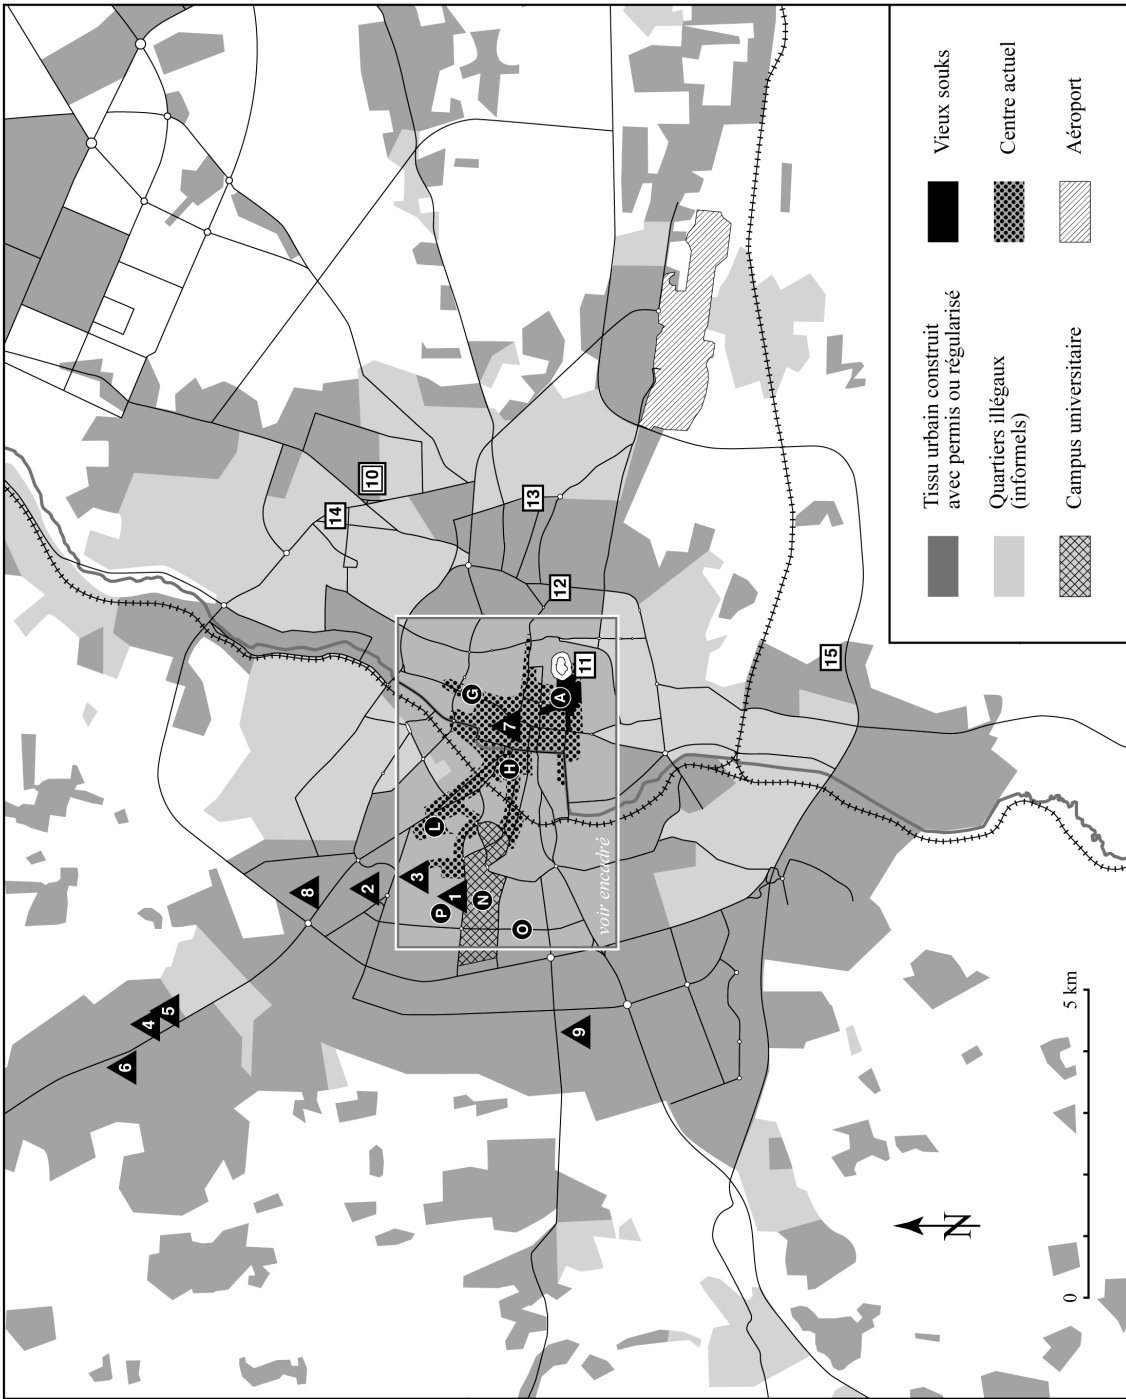 6
4
5
8
14
2
10
3
L
P
1
G
N
H
7
O
13
12
A
9
11
voir encadré
15
Tissu urbain construit
avec permis ou régularisé
Quartiers illégaux
(informels)
Campus universitaire
Vieux souks
Centre actuel
Aéroport
N
0 5 km